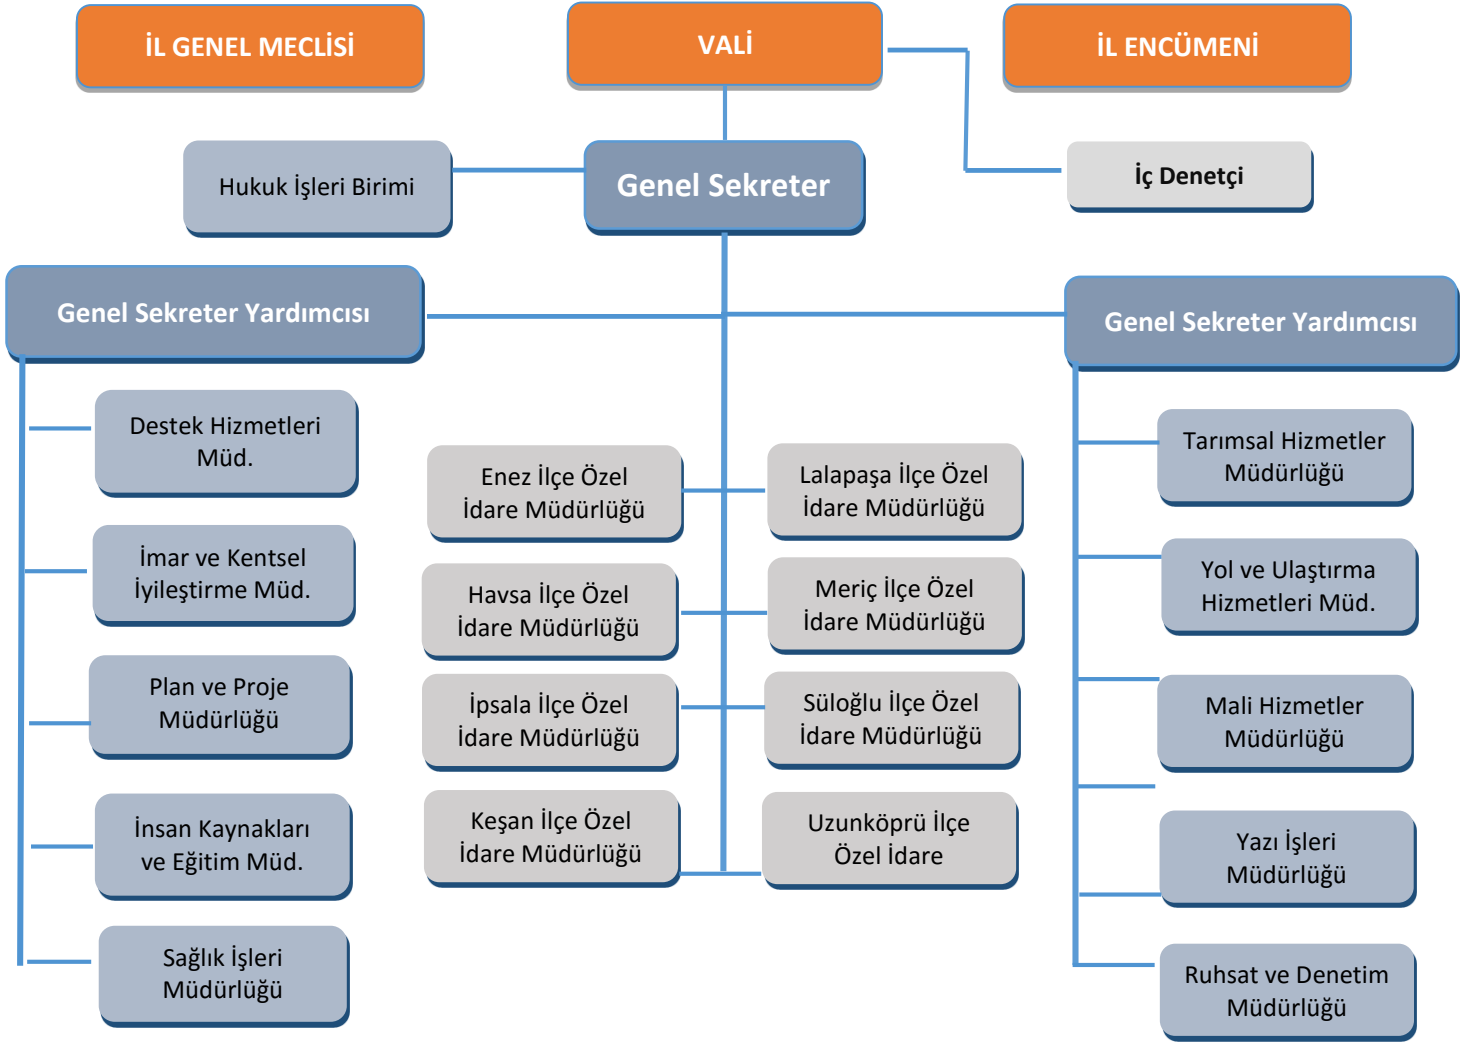 İL GENEL MECLİSİ
VALİ
İL ENCÜMENİ
Hukuk İşleri Birimi
Genel Sekreter
İç Denetçi
Genel Sekreter Yardımcısı
Genel Sekreter Yardımcısı
Destek Hizmetleri
Müd.
İmar ve Kentsel
İyileştirme Müd.
Plan ve Proje
Müdürlüğü
İnsan Kaynakları
ve Eğitim Müd.
Sağlık İşleri
Müdürlüğü
Enez İlçe Özel
İdare Müdürlüğü
Havsa İlçe Özel
İdare Müdürlüğü
İpsala İlçe Özel
İdare Müdürlüğü
Keşan İlçe Özel
İdare Müdürlüğü
Lalapaşa İlçe Özel
İdare Müdürlüğü
Meriç İlçe Özel
İdare Müdürlüğü
Süloğlu İlçe Özel
İdare Müdürlüğü
Uzunköprü İlçe
Özel İdare
Tarımsal Hizmetler
Müdürlüğü
Yol ve Ulaştırma
Hizmetleri Müd.
Mali Hizmetler
Müdürlüğü
Yazı İşleri
Müdürlüğü
Ruhsat ve Denetim
Müdürlüğü